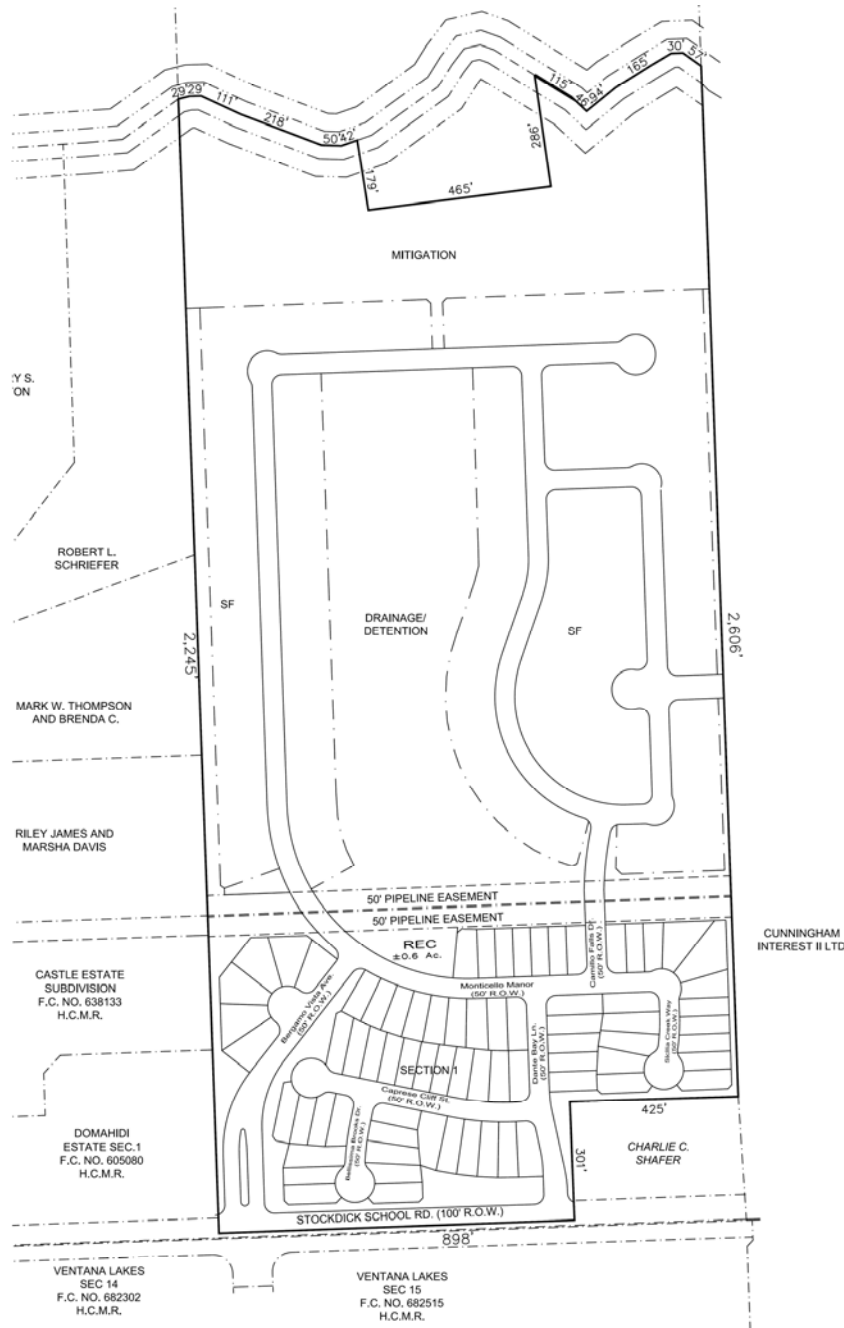 29'
29'
111'
218'
50'
42'
179'
465'
286'
115'
165'
30'
57'
MITIGATION
ROBERT L.
SCHRIEFER
SF
DRAINAGE/
DETENTION
SF
2,245'
2,606'
MARK W. THOMPSON
AND BRENDA C.
RILEY JAMES AND
MARSHA DAVIS
50' PIPELINE EASEMENT
50' PIPELINE EASEMENT
CUNNINGHAM
INTEREST II LTD
REC
±0.6 Ac.
Camillo Falls Dr.
(50' R.O.W.)
CASTLE ESTATE
SUBDIVISION
F.C. NO. 638133
H.C.M.R.
Monticello Manor
(50' R.O.W.)
Bergamo Vista Ave.
(50' R.O.W.)
Dante Bay Ln.
(50' R.O.W.)
Creek Way
(50' R.O.W.)
SECTION 1
Caprese Cliff St.
(50' R.O.W.)
Brooks Dr.
(50' R.O.W.)
425'
301'
DOMAHIDI
ESTATE SEC.1
F.C. NO. 605080
H.C.M.R.
CHARLIE C.
SHAFER
STOCKDICK SCHOOL RD. (100' R.O.W.)
898'
VENTANA LAKES
SEC 14
F.C. NO. 682302
H.C.M.R.
VENTANA LAKES
SEC 15
F.C. NO. 682515
H.C.M.R.